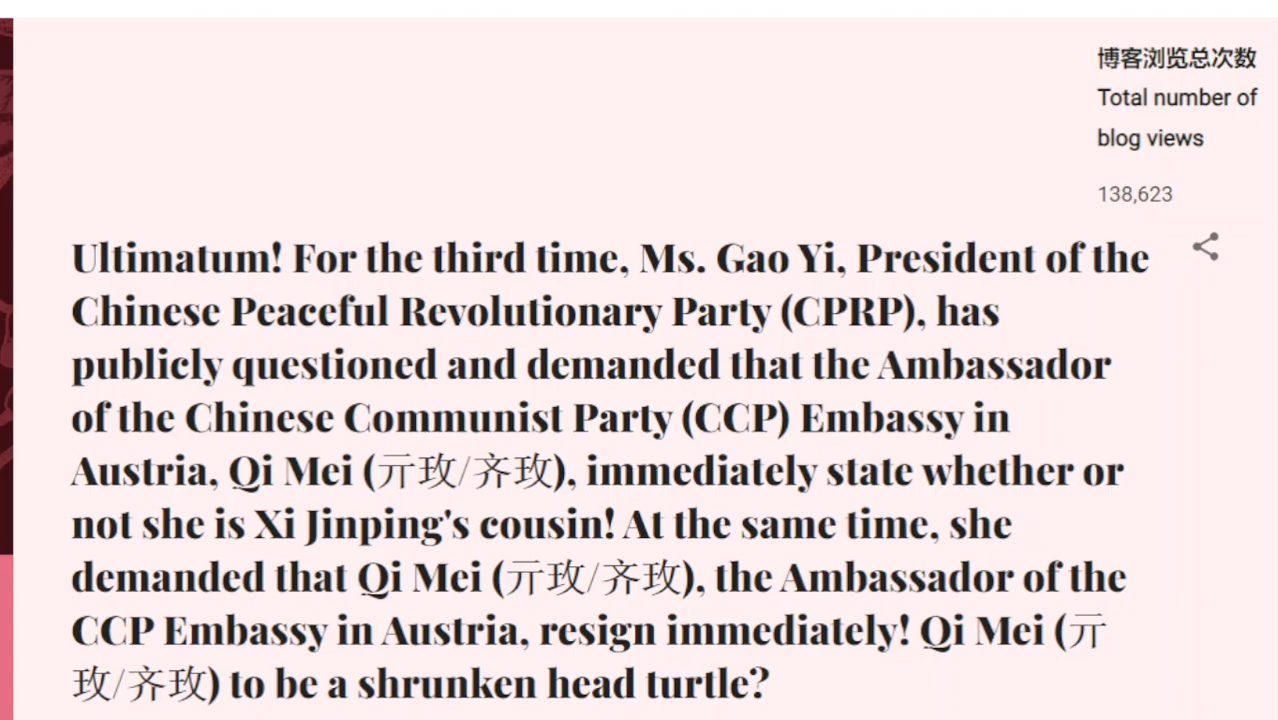 博客浏览总次数
Total number of
blog views
138,623
Ultimatum! For the third time, Ms. Gao Yi, President of the
Chinese Peaceful Revolutionary Party (CPRP), has
publicly questioned and demanded that the Ambassador
of the Chinese Communist Party (CCP) Embassy in
Austria, Qi Mei (亓玫/齐玫), immediately state whether or
not she is Xi Jinping's cousin! At the same time, she
demanded that Qi Mei (亓玫/齐玫), the Ambassador of the
CCP Embassy in Austria, resign immediately! Qi Mei (亓
玫/齐玫) to be a shrunken head turtle?